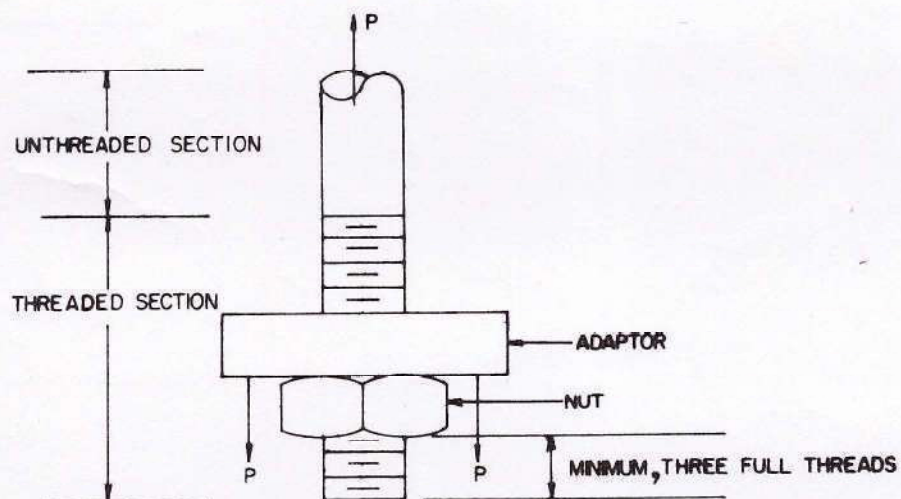 P
UNTHREADED SECTION
THREADED SECTION
ADAPTOR
NUT
P
P
MINIMUM, THREE FULL THREADS